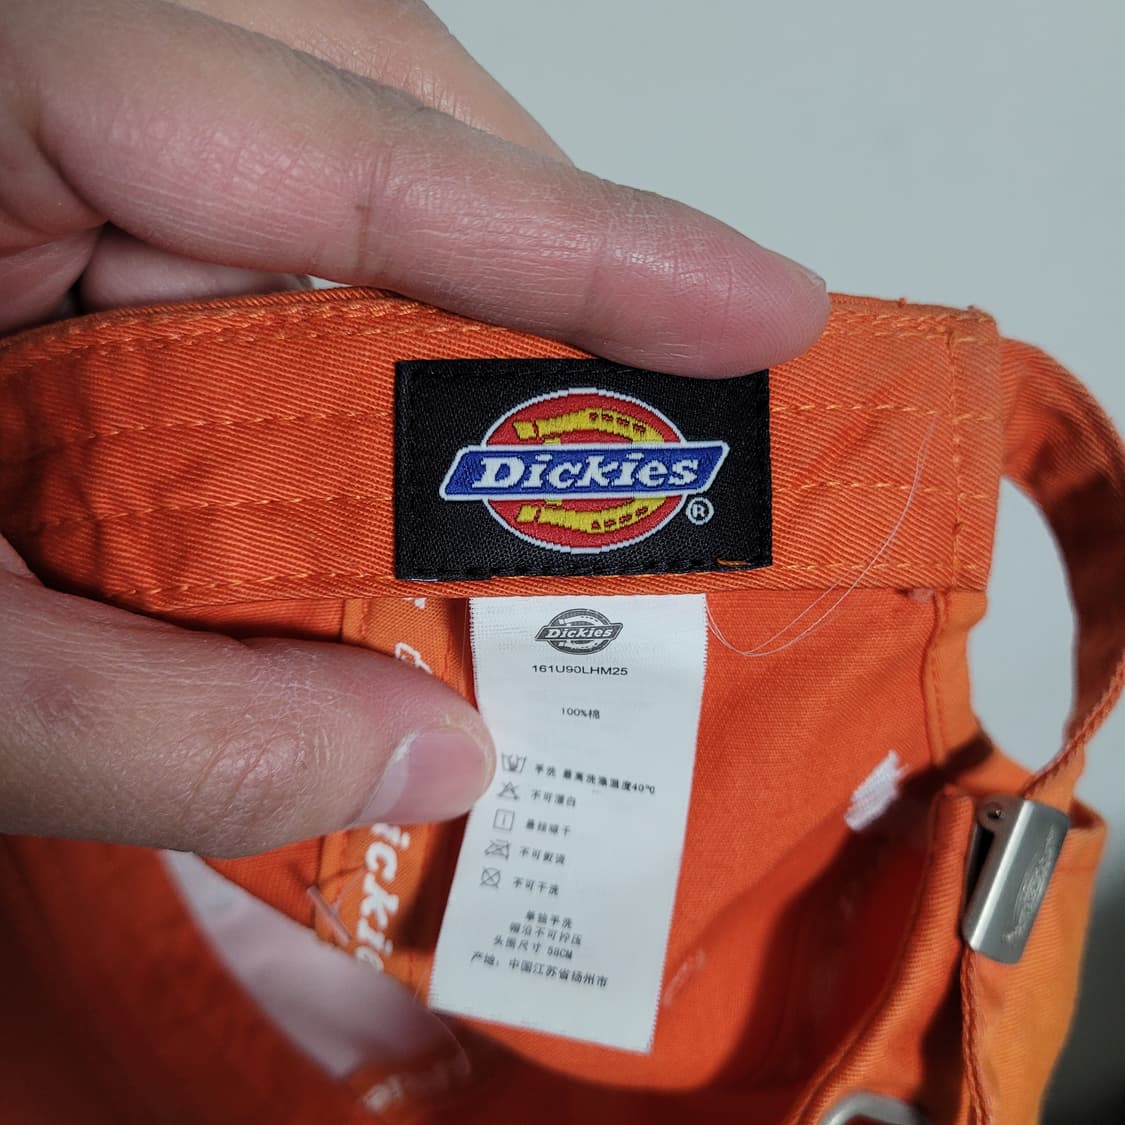 Dickies®
Dickies
161U90LHM25
100%棉
手洗 最高洗涤温度40℃
不可漂白
悬挂晾干
不可熨烫
不可干洗
单独手洗
帽沿不可拧压
头围尺寸 58CM
产地: 中国江苏省扬州市
ickie